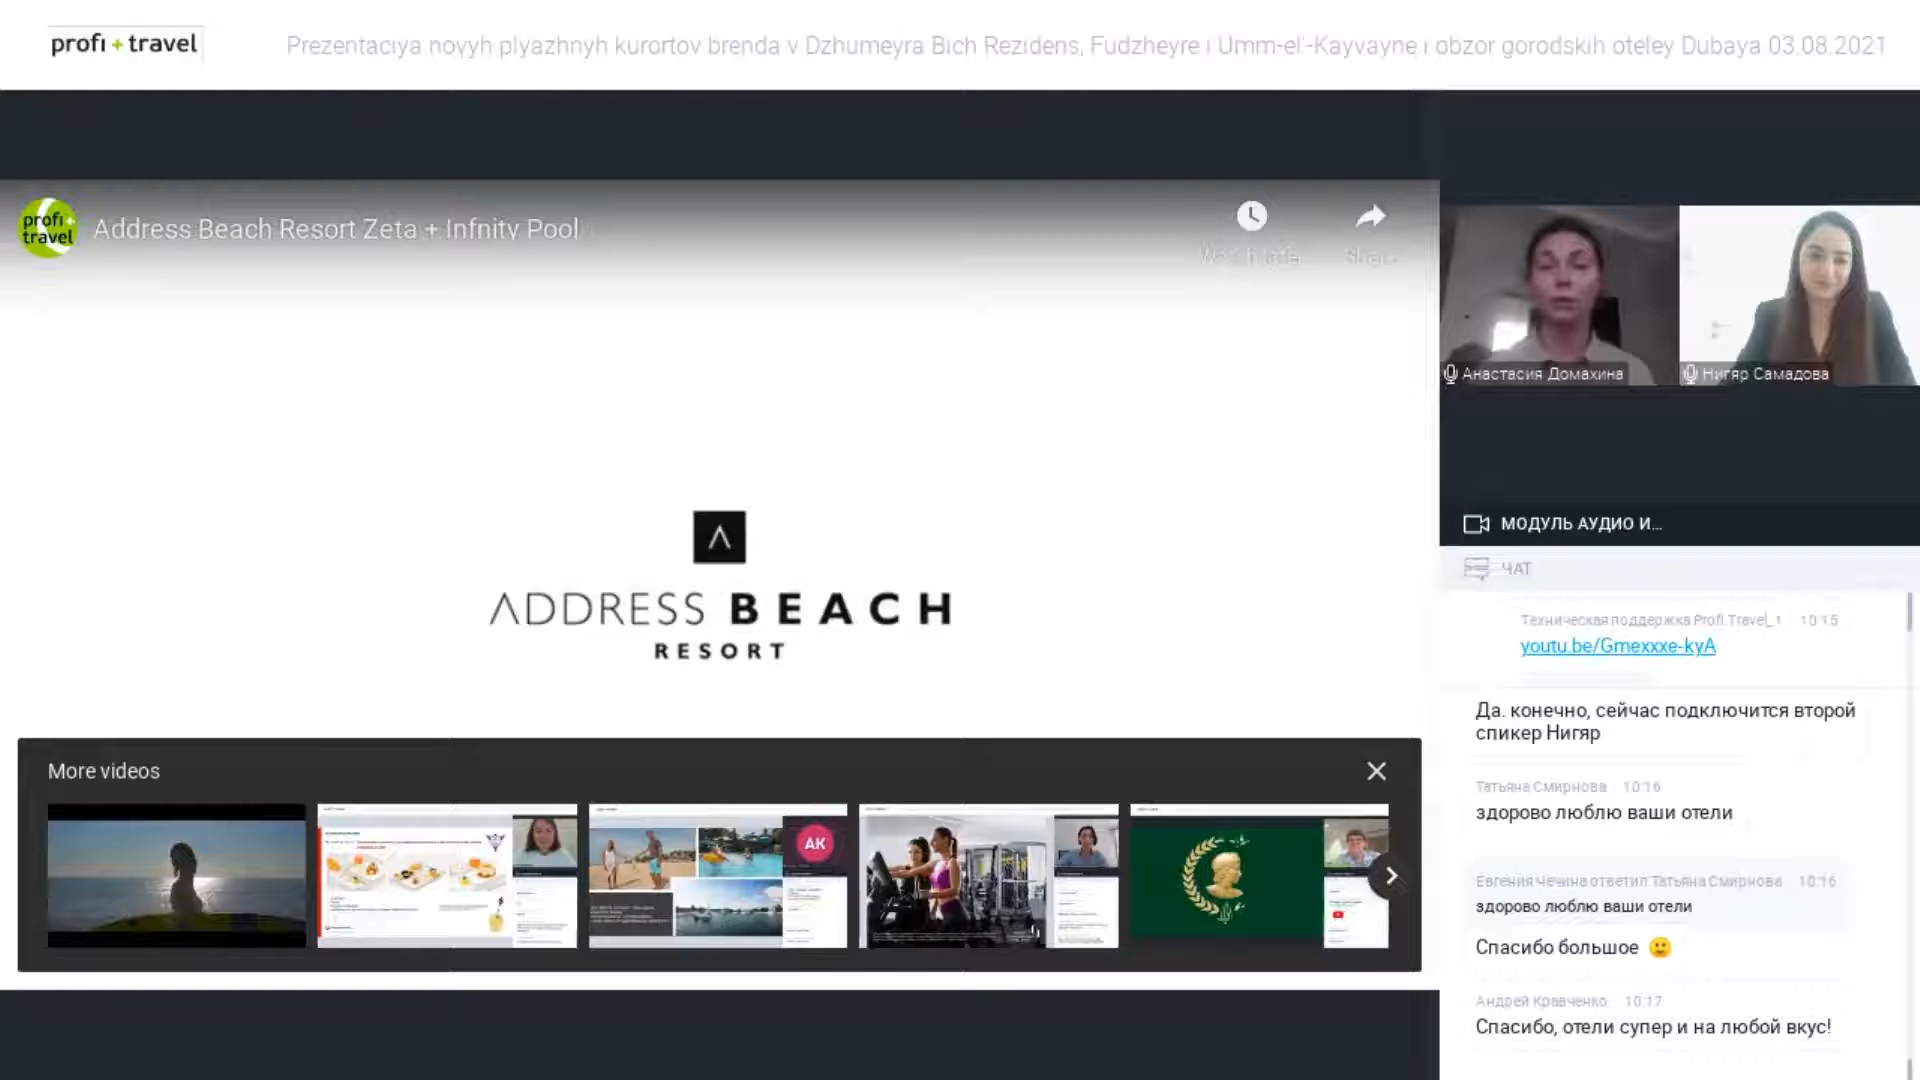 profi + travel
Prezentaciya novyh plyazhnyh kurortov brenda v Dzhumeyra Bich Rezidens, Fudzheyre i Umm-el'-Kayvayne i obzor gorodskih oteley Dubaya 03.08.2021
profi +
travel
Address Beach Resort Zeta + Infnity Pool
Watch later
Share
ADDRESS BEACH
RESORT
More videos
AK
Анастасия Домахина
Нигяр Самадова
МОДУЛЬ АУДИО И...
ЧАТ
Техническая поддержка Profi.Travel_1 10:15
youtu.be/Gmexxxe-kyA
Да. конечно, сейчас подключится второй
спикер Нигяр
Татьяна Смирнова 10:16
здорово люблю ваши отели
Евгения Чечина ответил Татьяна Смирнова 10:16
здорово люблю ваши отели
Спасибо большое 🙂
Андрей Кравченко 10:17
Спасибо, отели супер и на любой вкус!